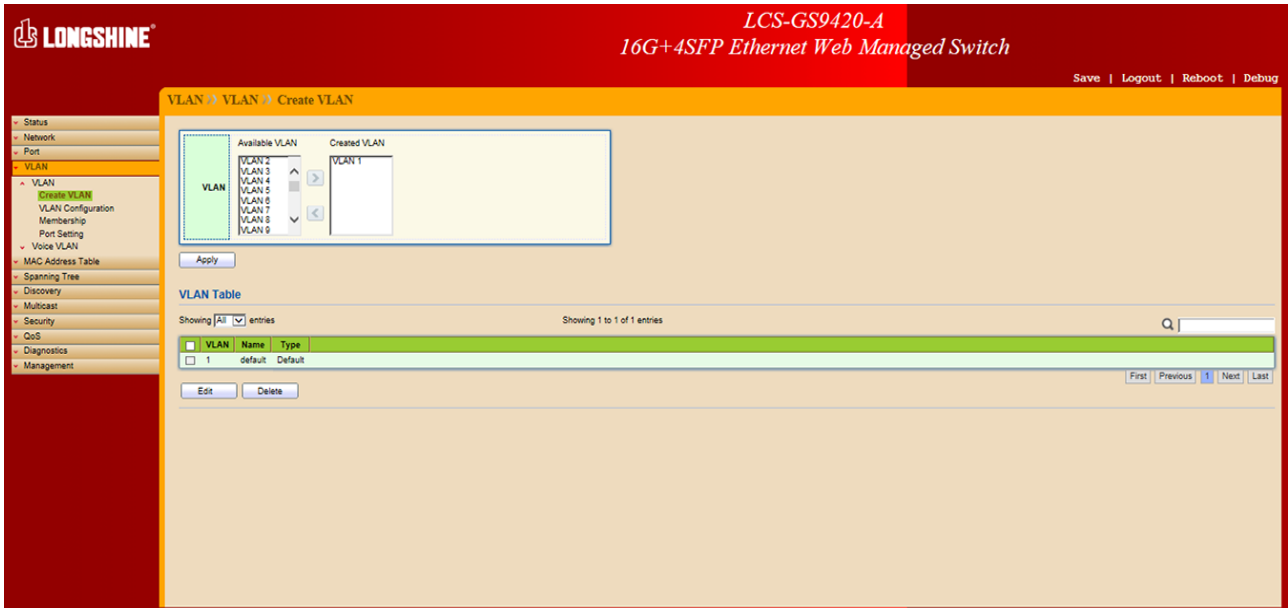 LONGSHINE®
LCS-GS9420-A
16G+4SFP Ethernet Web Managed Switch
Save | Logout | Reboot | Debug
VLAN >> VLAN >> Create VLAN
Status
Network
Port
VLAN
VLAN
Create VLAN
VLAN Configuration
Membership
Port Setting
Voice VLAN
MAC Address Table
Spanning Tree
Discovery
Multicast
Security
QoS
Diagnostics
Management
Available VLAN Created VLAN
VLAN
VLAN 2
VLAN 3
VLAN 4
VLAN 5
VLAN 6
VLAN 7
VLAN 8
VLAN 9
VLAN 1
Apply
VLAN Table
Showing All entries Showing 1 to 1 of 1 entries
VLAN Name Type
1 default Default
First Previous 1 Next Last
Edit Delete